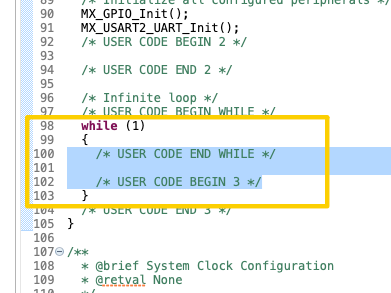 89 /* Initialize all configured peripherals */
90 MX_GPIO_Init();
91 MX_USART2_UART_Init();
92 /* USER CODE BEGIN 2 */
93
94 /* USER CODE END 2 */
95
96 /* Infinite loop */
97 /* USER CODE BEGIN WHILE */
98 while (1)
99 {
100 /* USER CODE END WHILE */
101
102 /* USER CODE BEGIN 3 */
103 }
104 /* USER CODE END 3 */
105 }
106
107 /**
108 * @brief System Clock Configuration
109 * @retval None
110 */